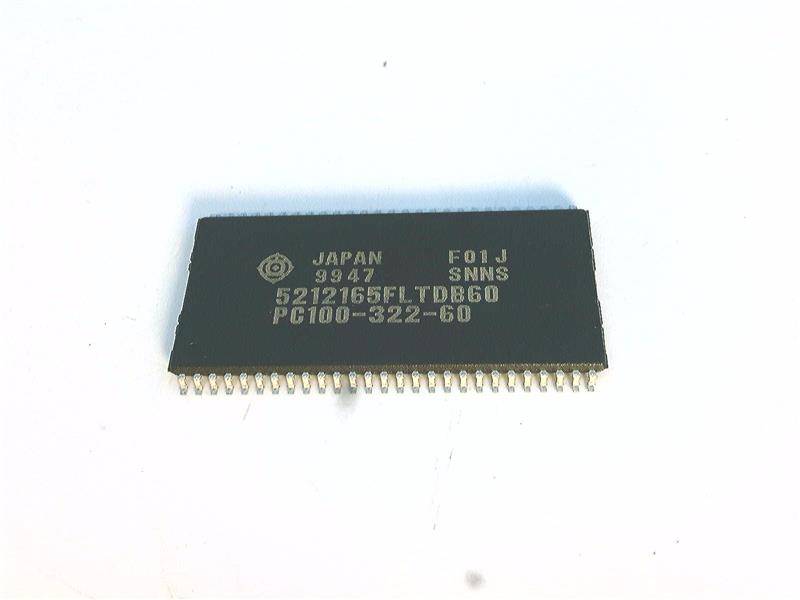 JAPAN F01J
9947 SNNS
5212165FLTDB60
PC100-322-60